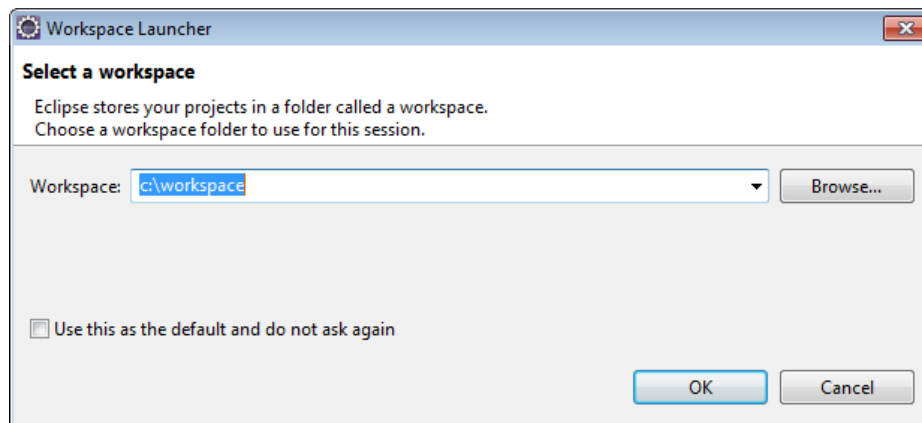 Workspace Launcher
Select a workspace
Eclipse stores your projects in a folder called a workspace.
Choose a workspace folder to use for this session.
Workspace: c:\workspace Browse...
Use this as the default and do not ask again
OK Cancel